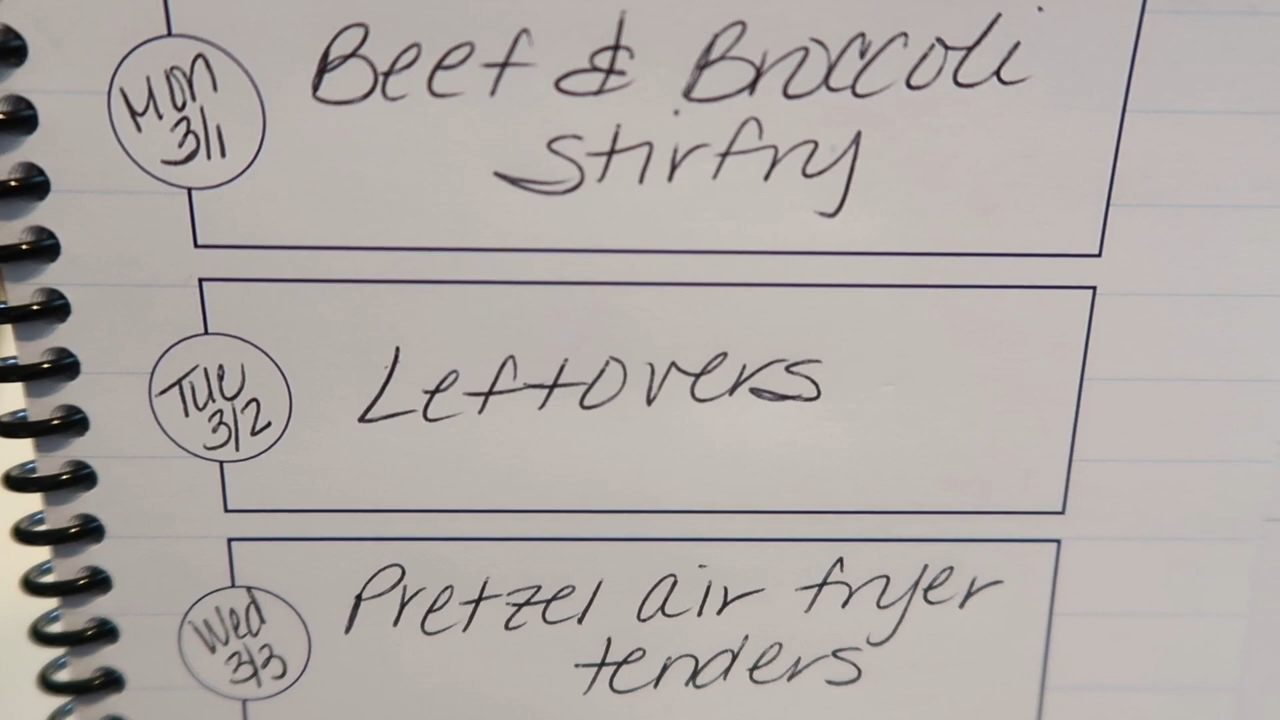 Mon
3/1
Beef & Broccoli
stirfry
Tue
3/2
Leftovers
Wed
3/3
Pretzel air fryer
tenders